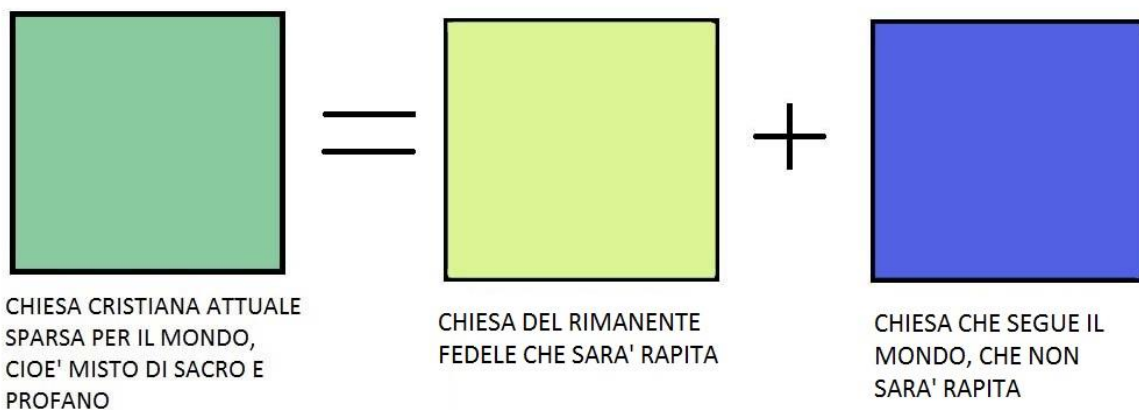 CHIESA CRISTIANA ATTUALE
SPARSA PER IL MONDO,
CIOE' MISTO DI SACRO E
PROFANO
CHIESA DEL RIMANENTE
FEDELE CHE SARA' RAPITA
CHIESA CHE SEGUE IL
MONDO, CHE NON
SARA' RAPITA